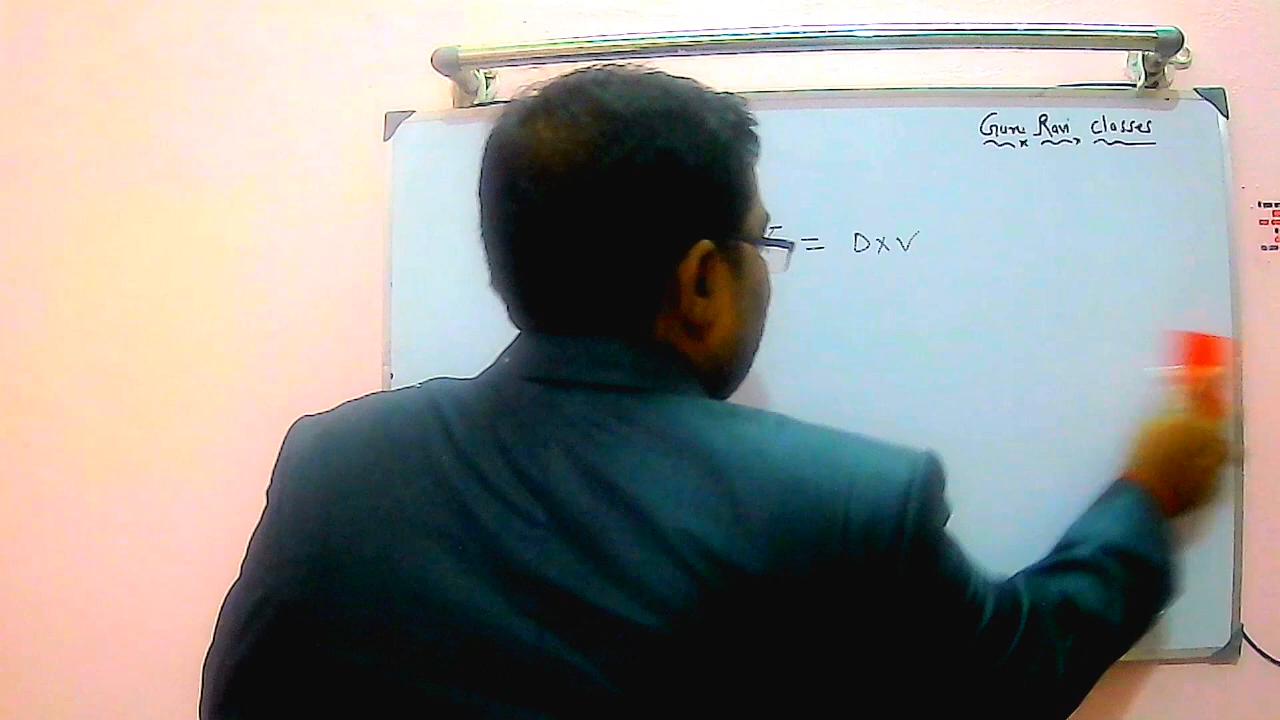 Guru Ravi Classes
= D×V